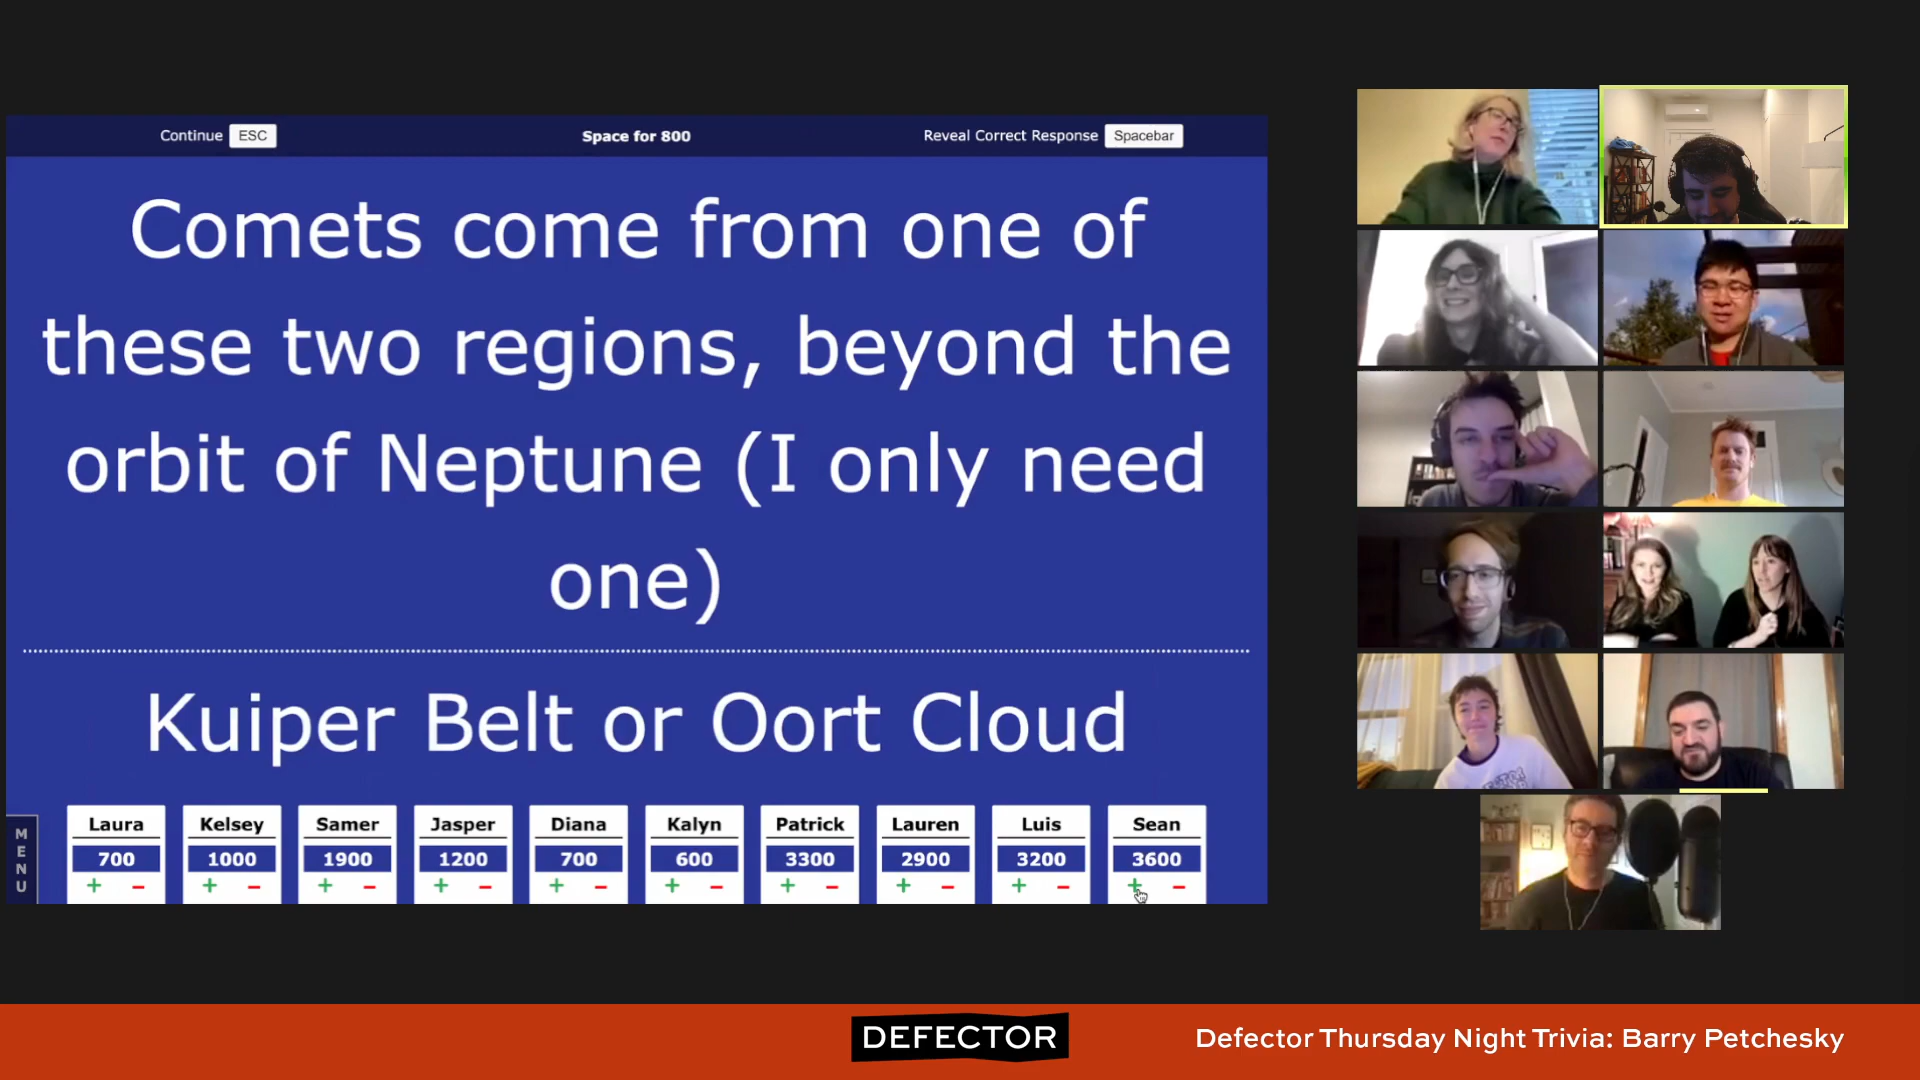 Continue ESC
Space for 800
Reveal Correct Response Spacebar
Comets come from one of
these two regions, beyond the
orbit of Neptune (I only need
one)
Kuiper Belt or Oort Cloud
MENU
Laura Kelsey Samer Jasper Diana Kalyn Patrick Lauren Luis Sean
700 1000 1900 1200 700 600 3300 2900 3200 3600
+ - + - + - + - + - + - + - + - + - + -
DEFECTOR
Defector Thursday Night Trivia: Barry Petchesky